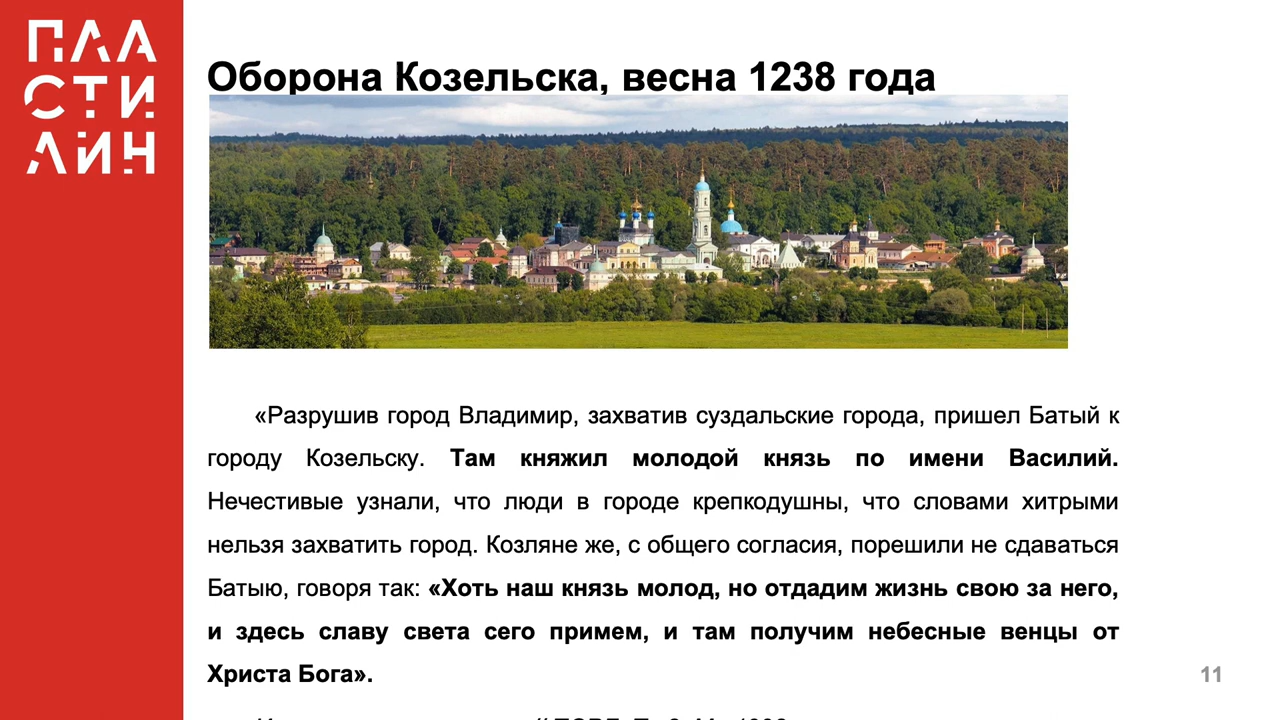 ПЛА
СТИ
ЛИН
Оборона Козельска, весна 1238 года
«Разрушив город Владимир, захватив суздальские города, пришел Батый к
городу Козельску. Там княжил молодой князь по имени Василий.
Нечестивые узнали, что люди в городе крепкодушны, что словами хитрыми
нельзя захватить город. Козляне же, с общего согласия, порешили не сдаваться
Батыю, говоря так: «Хоть наш князь молод, но отдадим жизнь свою за него,
и здесь славу света сего примем, и там получим небесные венцы от
Христа Бога».
11